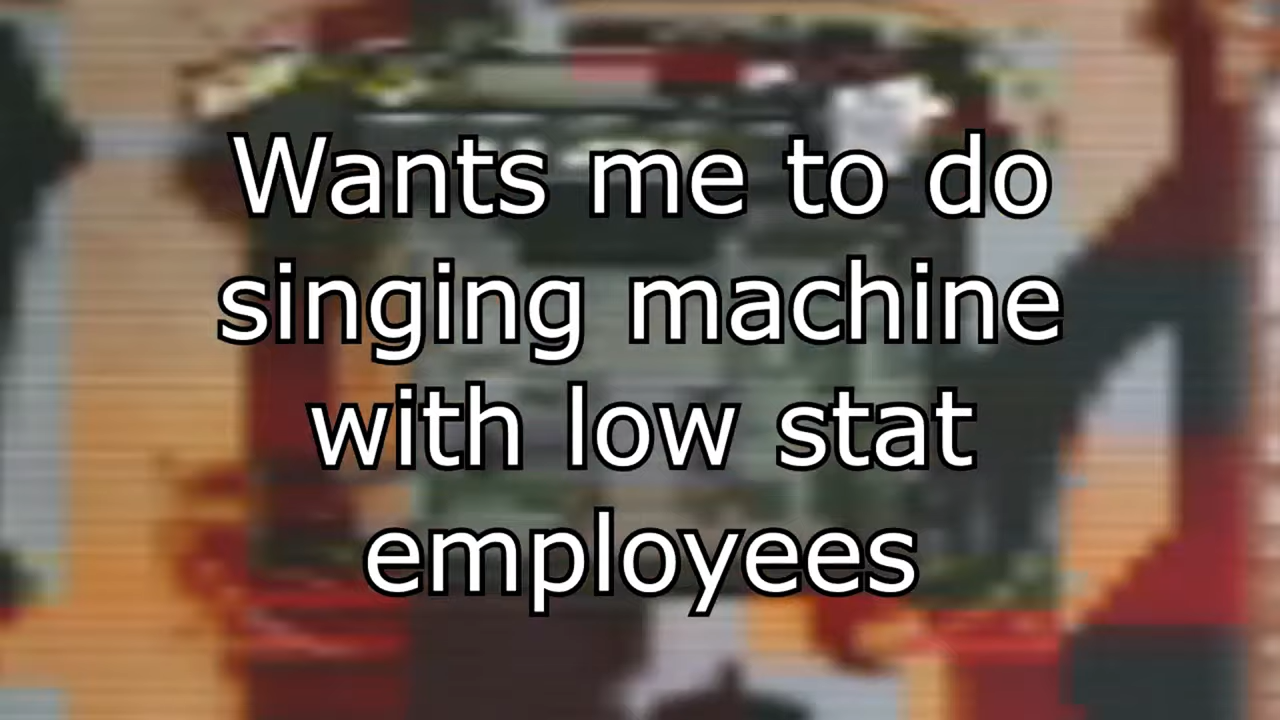 Wants me to do
singing machine
with low stat
employees